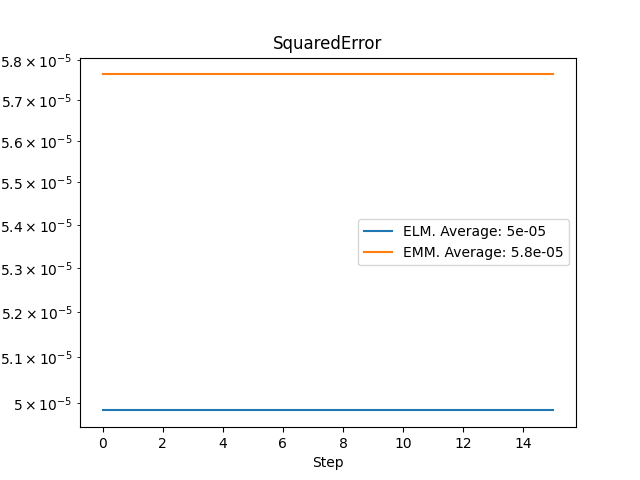 SquaredError
5.8 × 10⁻⁵
5.7 × 10⁻⁵
5.6 × 10⁻⁵
5.5 × 10⁻⁵
5.4 × 10⁻⁵
5.3 × 10⁻⁵
5.2 × 10⁻⁵
5.1 × 10⁻⁵
5 × 10⁻⁵
ELM. Average: 5e-05
EMM. Average: 5.8e-05
0 2 4 6 8 10 12 14
Step